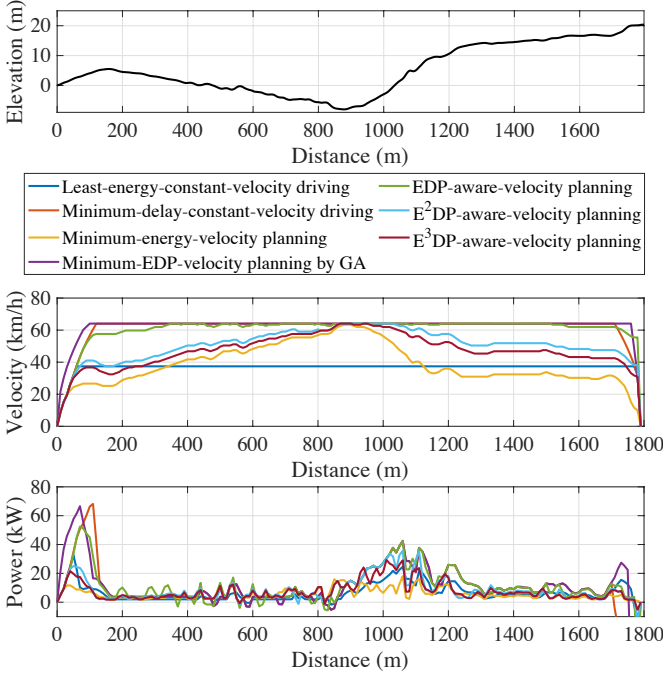 Elevation (m)
20
0
0 200 400 600 800 1000 1200 1400 1600
Distance (m)
Least-energy-constant-velocity driving
Minimum-delay-constant-velocity driving
Minimum-energy-velocity planning
Minimum-EDP-velocity planning by GA
EDP-aware-velocity planning
E²DP-aware-velocity planning
E³DP-aware-velocity planning
Velocity (km/h)
80
60
40
20
0
0 200 400 600 800 1000 1200 1400 1600 1800
Distance (m)
Power (kW)
80
60
40
20
0
0 200 400 600 800 1000 1200 1400 1600 1800
Distance (m)